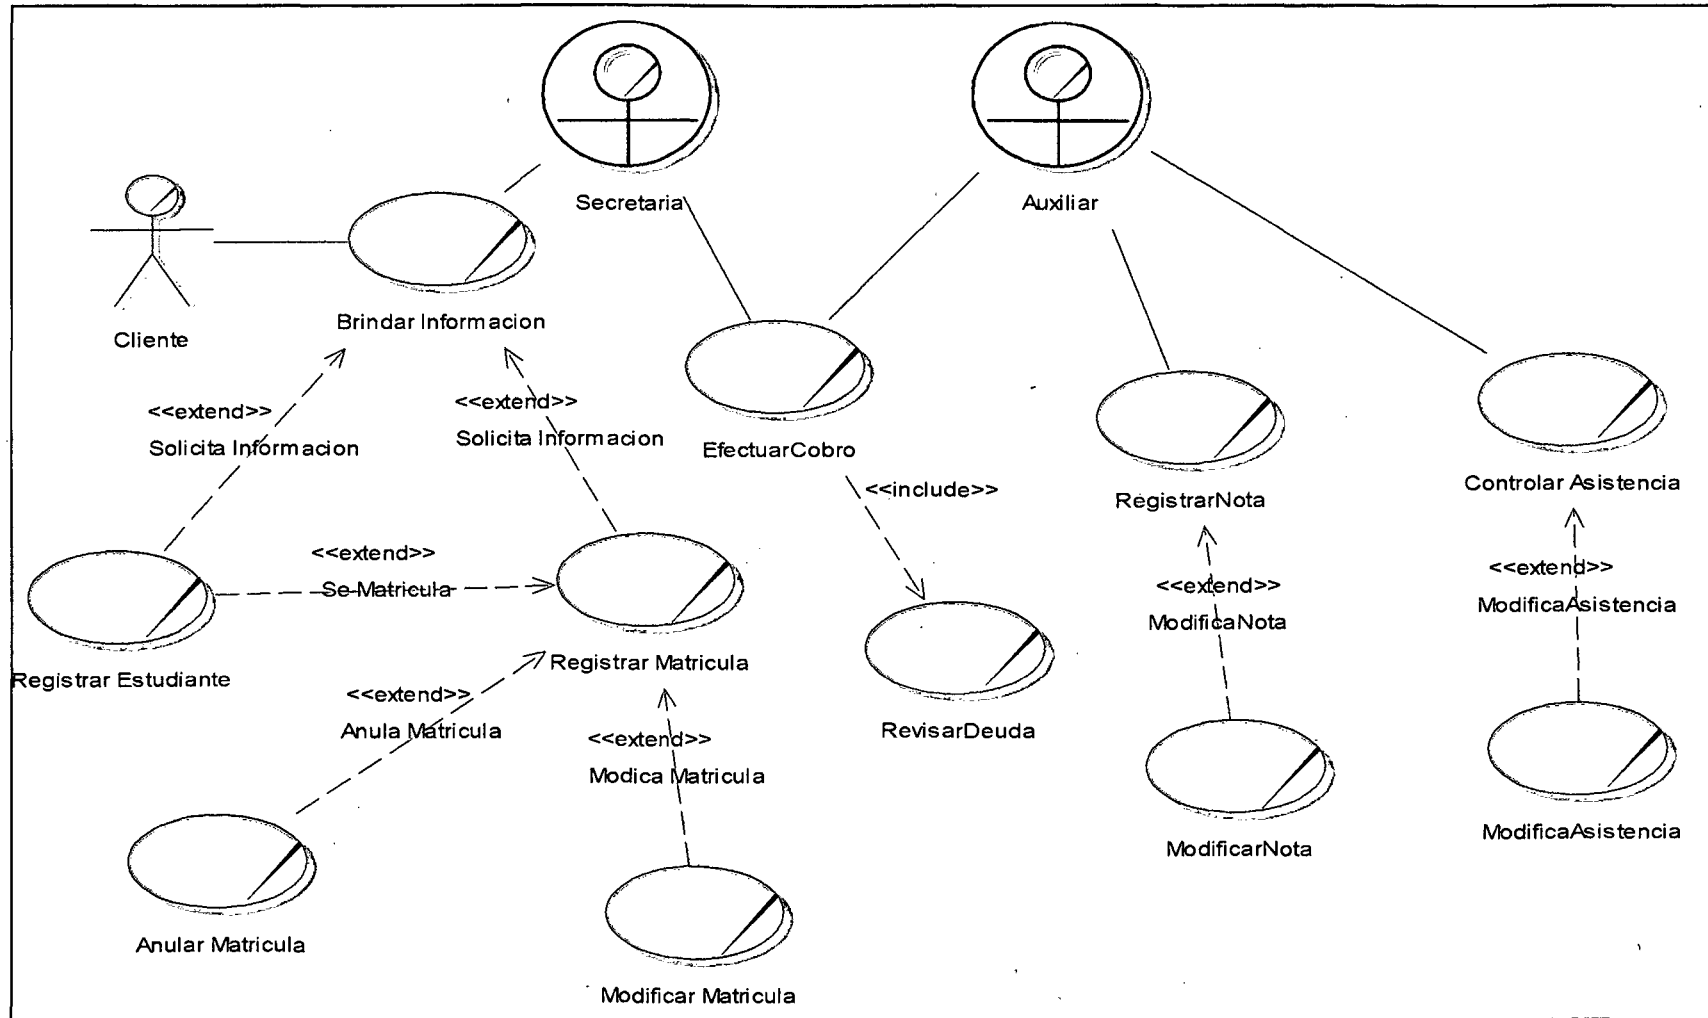 Secretaria
Auxiliar
Cliente
Brindar Informacion
<<extend>>
Solicita Informacion
<<extend>>
Solicita Informacion
EfectuarCobro
<<include>>
RegistrarNota
Controlar Asistencia
<<extend>>
Se Matricula
<<extend>>
ModificaNota
<<extend>>
ModificaAsistencia
Registrar Estudiante
Registrar Matricula
<<extend>>
Anula Matricula
<<extend>>
Modica Matricula
RevisarDeuda
ModificarNota
ModificaAsistencia
Anular Matricula
Modificar Matricula